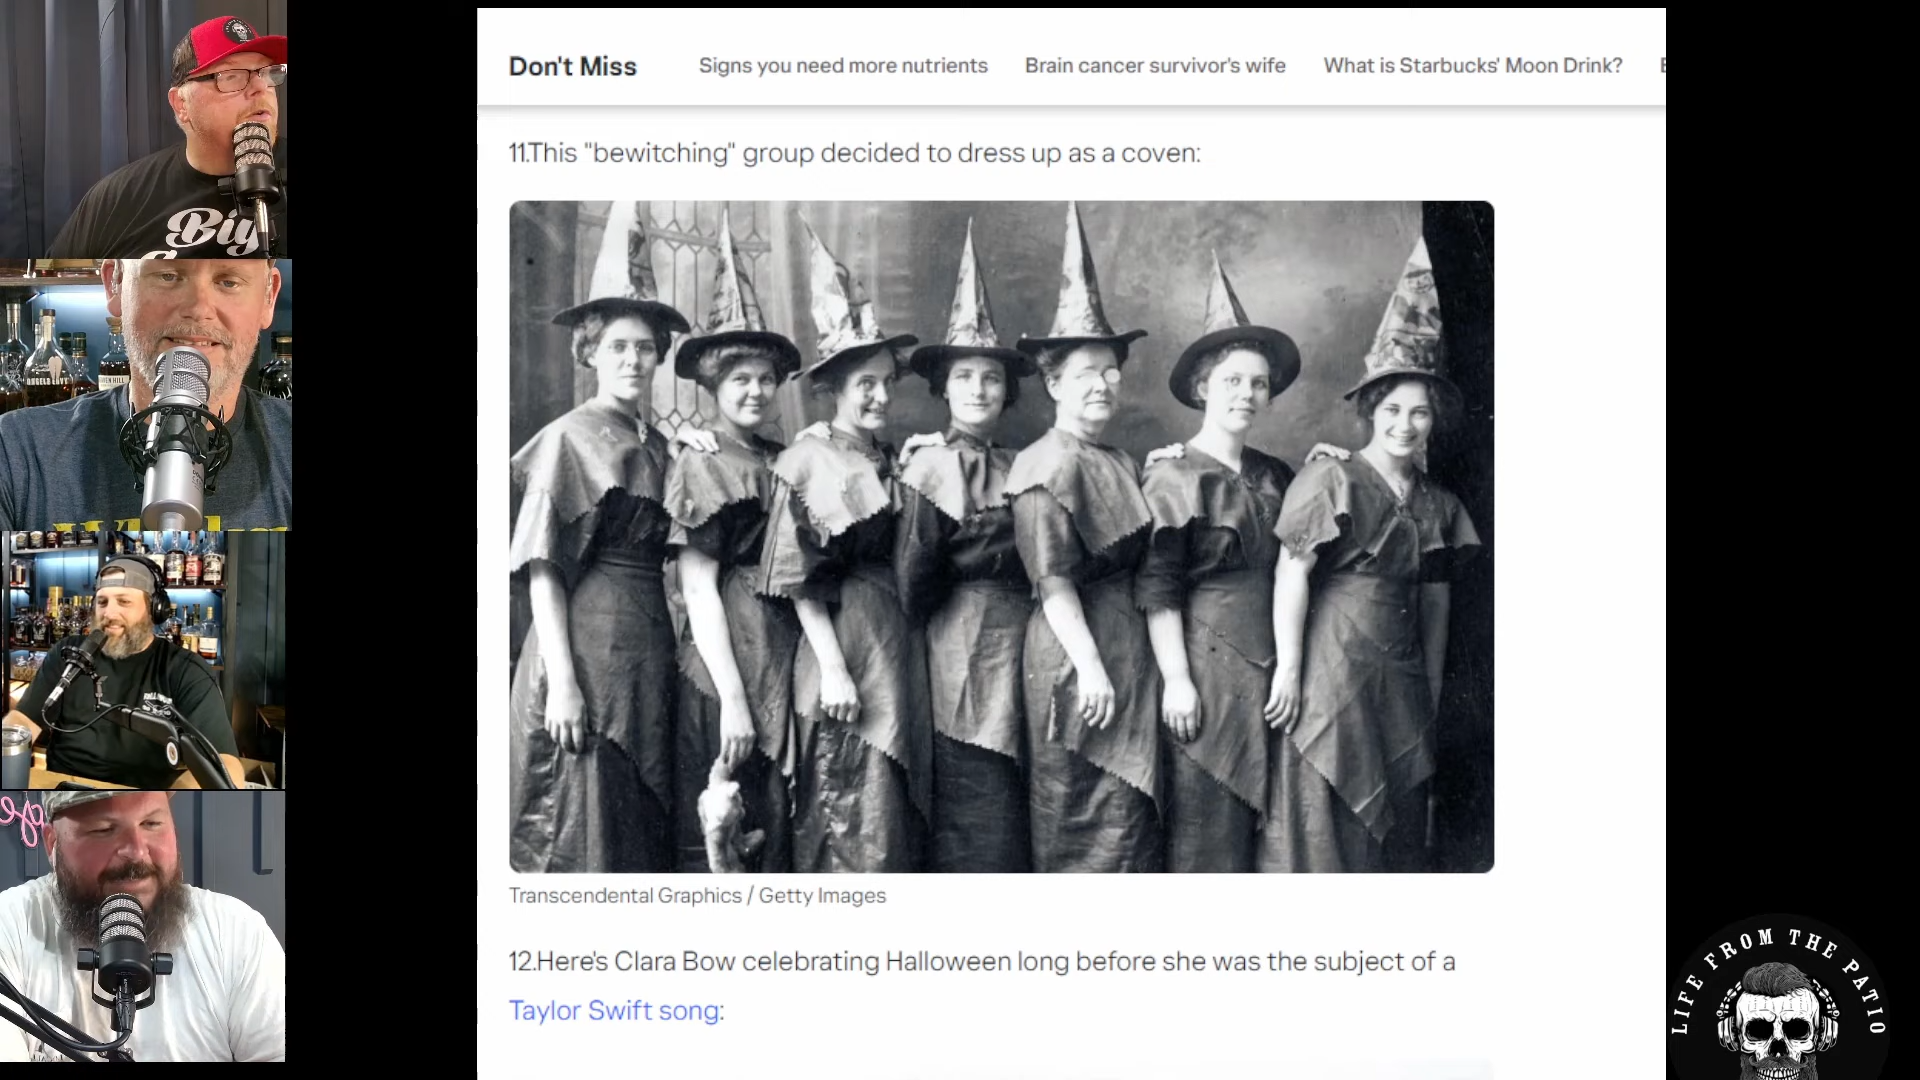 Don't Miss
Signs you need more nutrients
Brain cancer survivor's wife
What is Starbucks' Moon Drink?
11.This "bewitching" group decided to dress up as a coven:
Transcendental Graphics / Getty Images
12.Here's Clara Bow celebrating Halloween long before she was the subject of a
Taylor Swift song:
Big
LIFE FROM THE PATIO